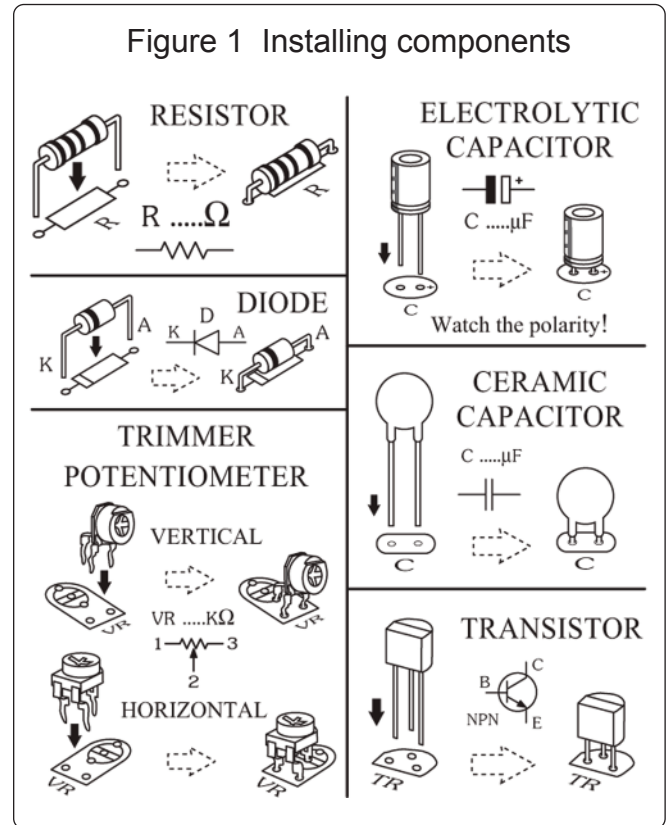 Figure 1 Installing components
RESISTOR
R
R
R .....Ω
DIODE
K
A
D
K
A
K
A
TRIMMER
POTENTIOMETER
VERTICAL
VR
VR
VR .....KΩ
1
3
2
HORIZONTAL
VR
VR
ELECTROLYTIC
CAPACITOR
+
C .....µF
+
C
+
C
Watch the polarity!
CERAMIC
CAPACITOR
C .....µF
C
C
TRANSISTOR
C
B
NPN
E
TR
TR